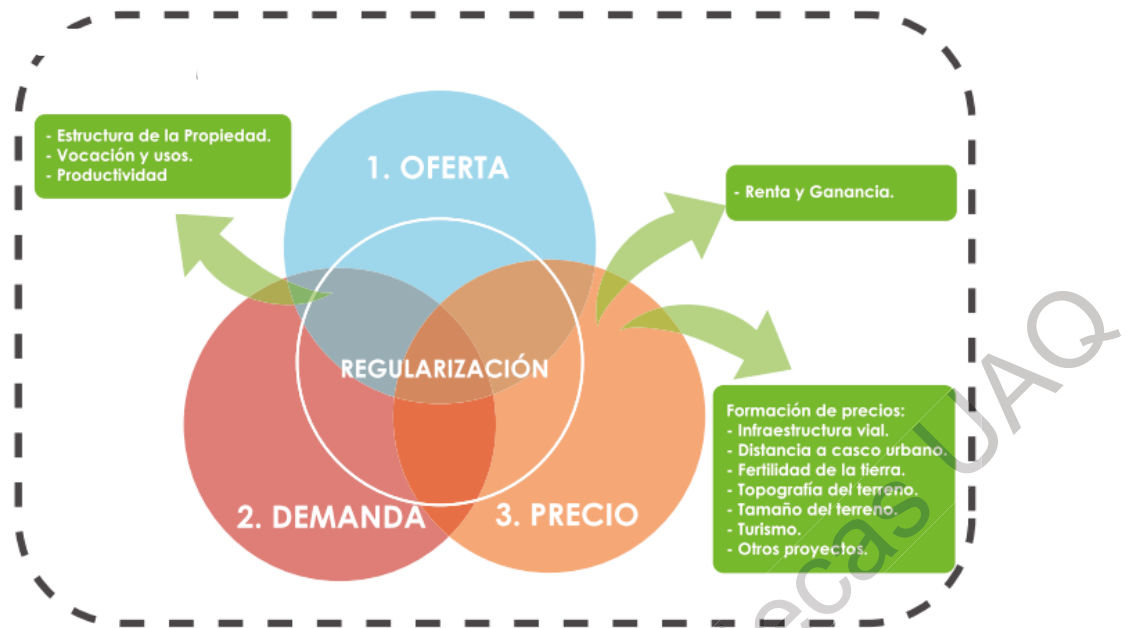 - Estructura de la Propiedad.
- Vocación y usos.
- Productividad
1. OFERTA
- Renta y Ganancia.
REGULARIZACIÓN
2. DEMANDA
3. PRECIO
Formación de precios:
- Infraestructura vial.
- Distancia a casco urbano.
- Fertilidad de la tierra.
- Topografía del terreno.
- Tamaño del terreno.
- Turismo.
- Otros proyectos.
UAQ